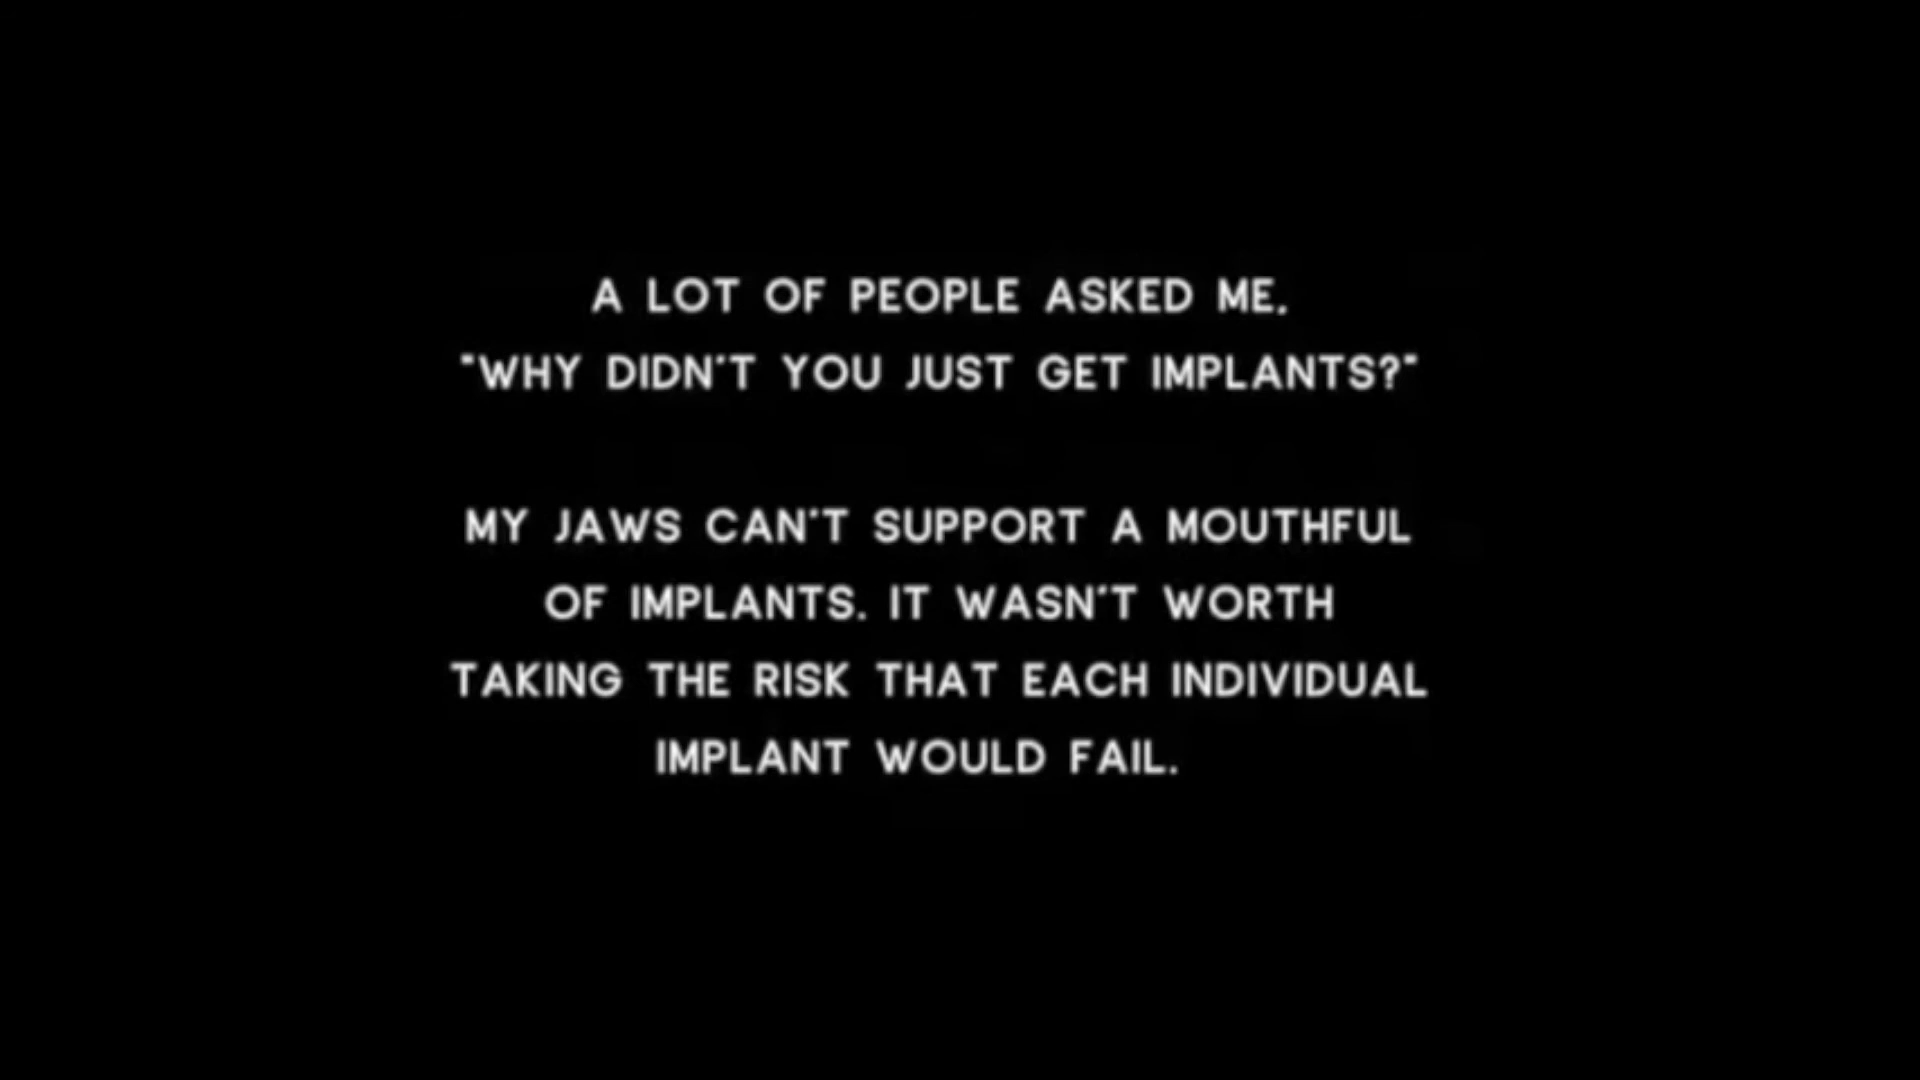 A LOT OF PEOPLE ASKED ME,
"WHY DIDN'T YOU JUST GET IMPLANTS?"
MY JAWS CAN'T SUPPORT A MOUTHFUL
OF IMPLANTS. IT WASN'T WORTH
TAKING THE RISK THAT EACH INDIVIDUAL
IMPLANT WOULD FAIL.